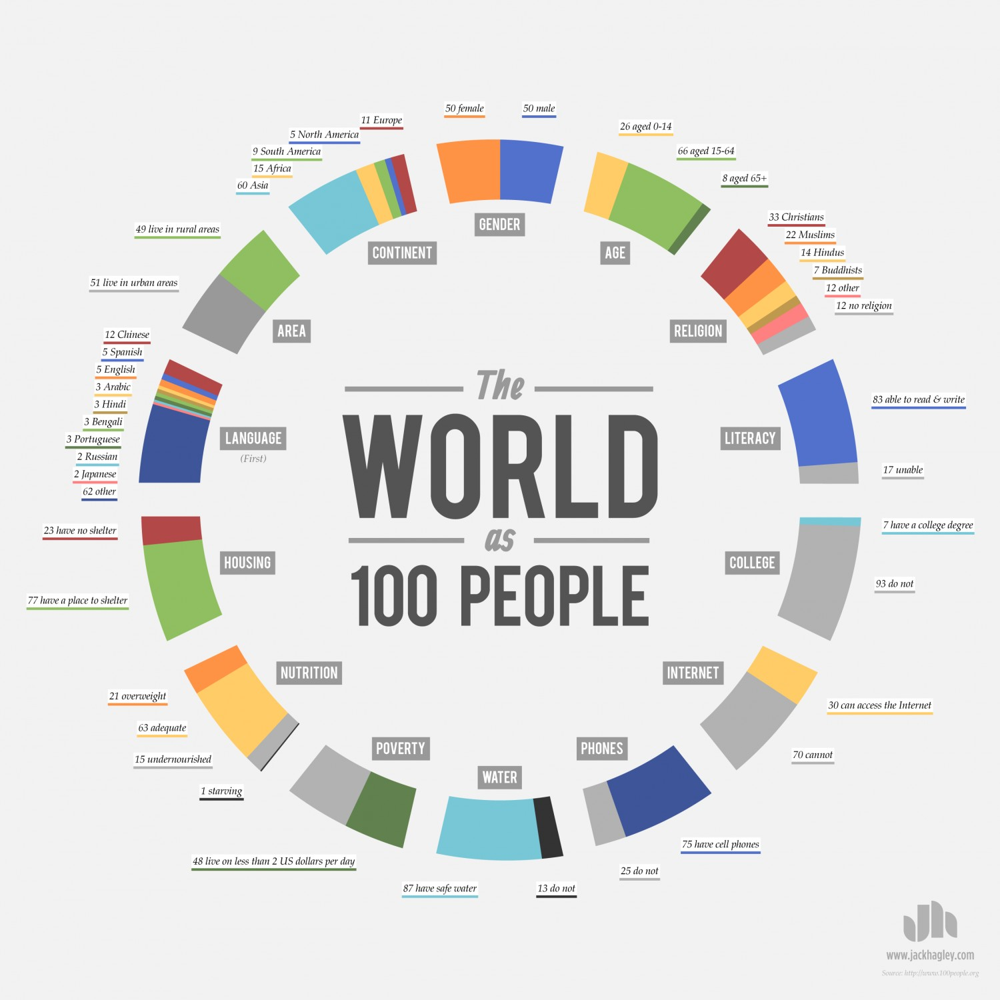 The
WORLD
as
100 PEOPLE
GENDER
50 female
50 male
AGE
26 aged 0-14
66 aged 15-64
8 aged 65+
RELIGION
33 Christians
22 Muslims
14 Hindus
7 Buddhists
12 other
12 no religion
LITERACY
83 able to read & write
17 unable
COLLEGE
7 have a college degree
93 do not
INTERNET
30 can access the Internet
70 cannot
PHONES
75 have cell phones
25 do not
WATER
87 have safe water
13 do not
POVERTY
48 live on less than 2 US dollars per day
NUTRITION
21 overweight
63 adequate
15 undernourished
1 starving
HOUSING
23 have no shelter
77 have a place to shelter
LANGUAGE
(First)
12 Chinese
5 Spanish
5 English
3 Arabic
3 Hindi
3 Bengali
3 Portuguese
2 Russian
2 Japanese
62 other
AREA
49 live in rural areas
51 live in urban areas
CONTINENT
11 Europe
5 North America
9 South America
15 Africa
60 Asia
www.jackhagley.com
Source: http://www.100people.org